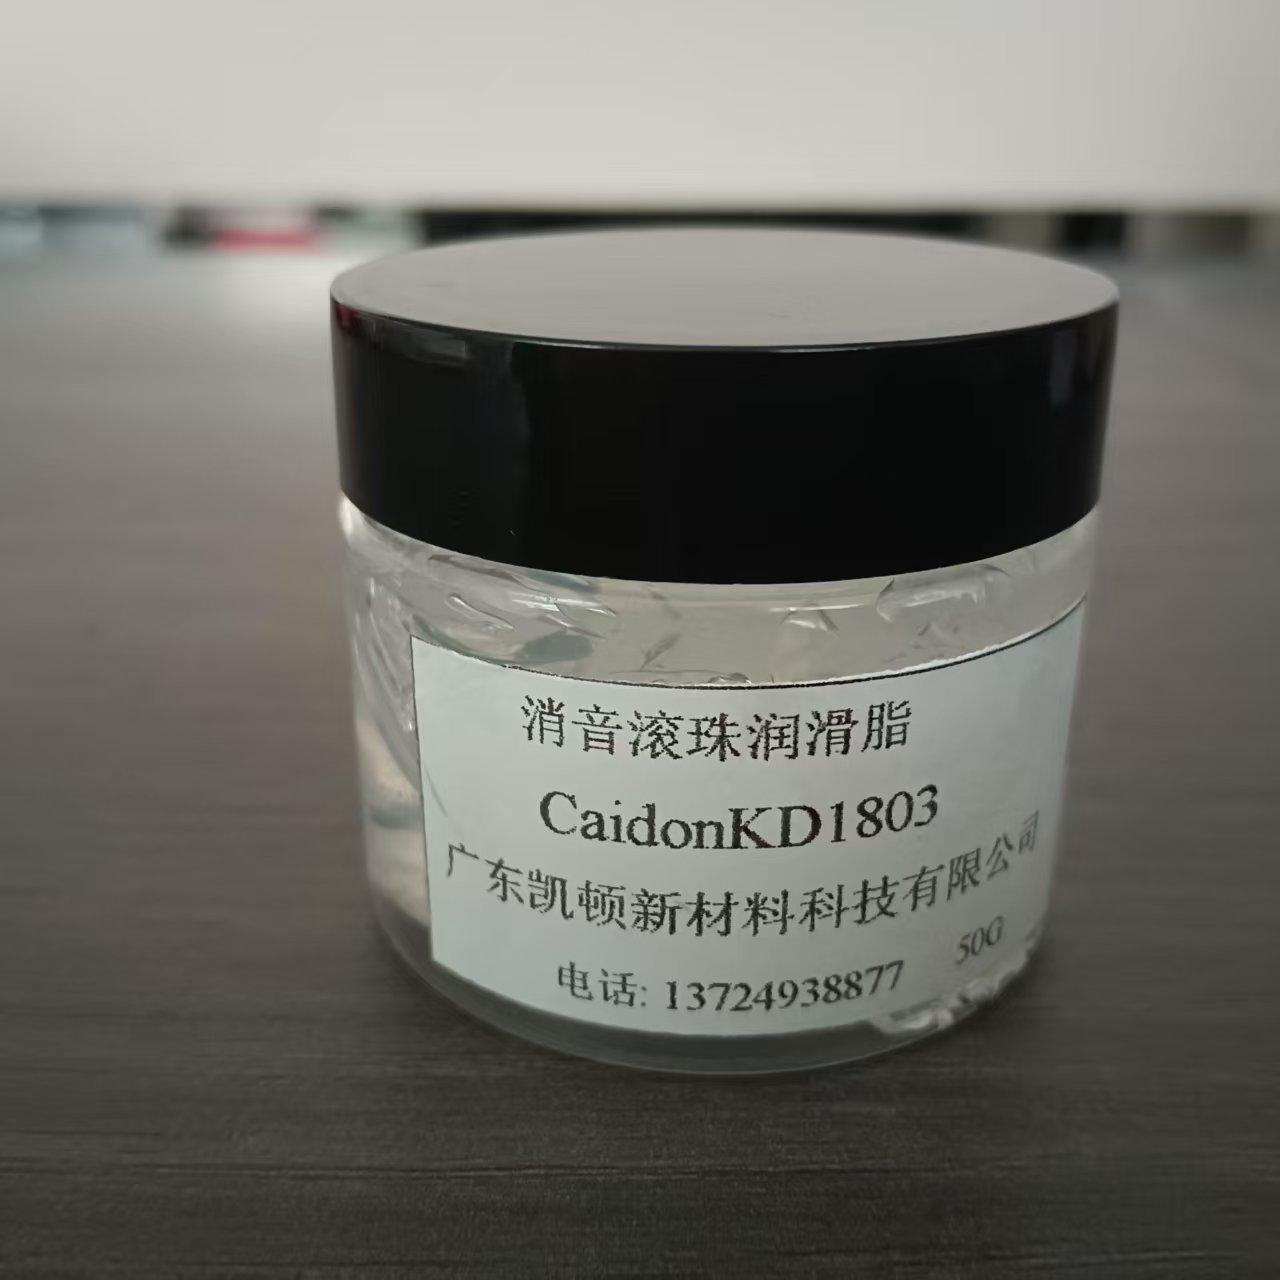 消音滚珠润滑脂
CaidonKD1803
广东凯顿新材料科技有限公司
电话: 13724938877 50G